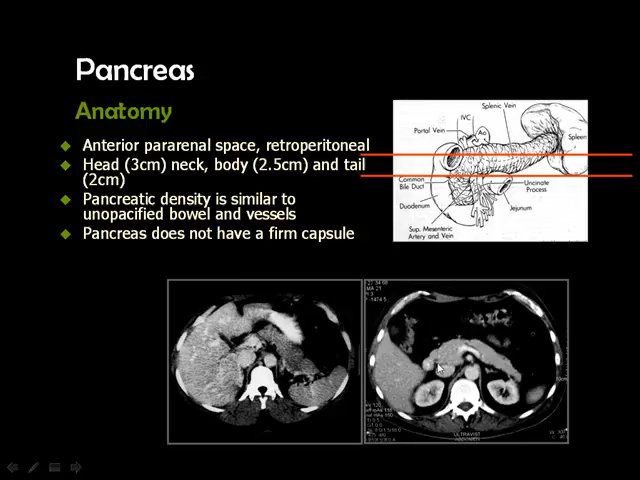 Pancreas
Anatomy
Anterior pararenal space, retroperitoneal
Head (3cm) neck, body (2.5cm) and tail
(2cm)
Pancreatic density is similar to
unopacified bowel and vessels
Pancreas does not have a firm capsule
Splenic Vein
IVC
Portal Vein
Ao
Spleen
Common
Bile Duct
Uncinate
Process
Duodenum
Jejunum
Sup. Mesenteric
Artery and Vein
ULTRAVIST
ABDOMEN